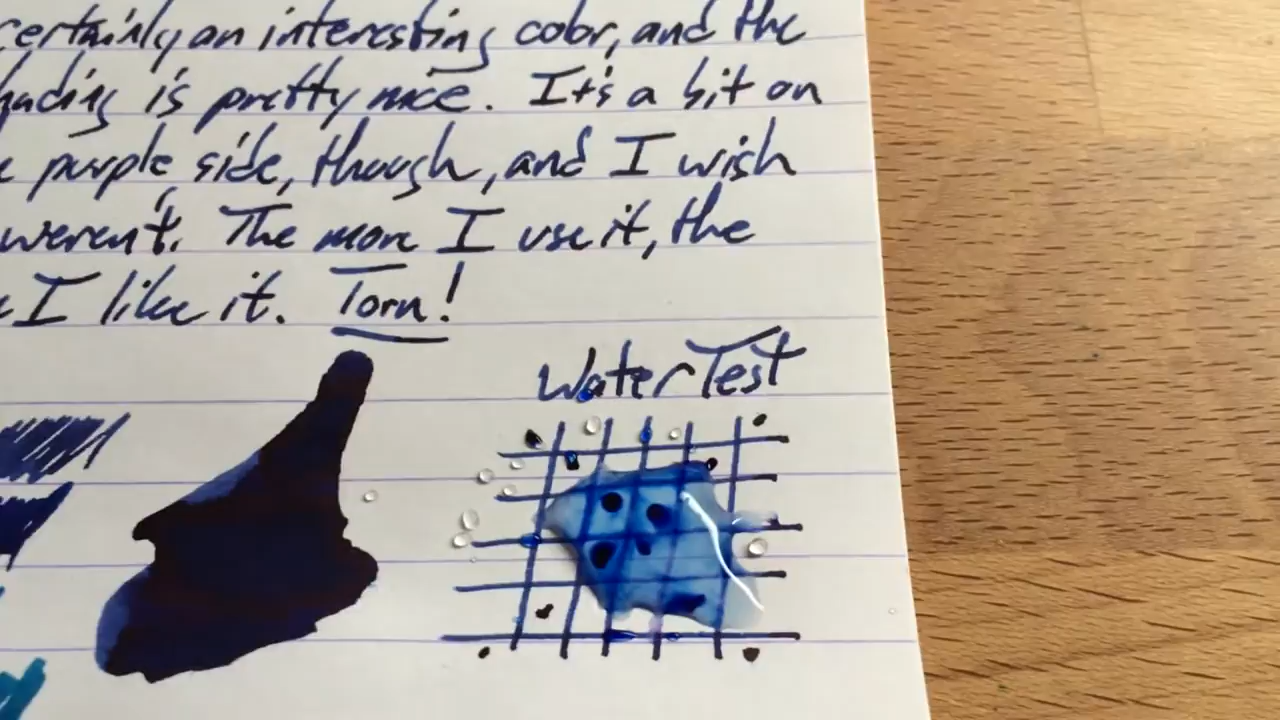 certainly an interesting color, and the
hading is pretty nice. It's a bit on
e purple side, though, and I wish
weren't. The more I use it, the
I like it. Torn!
Water Test